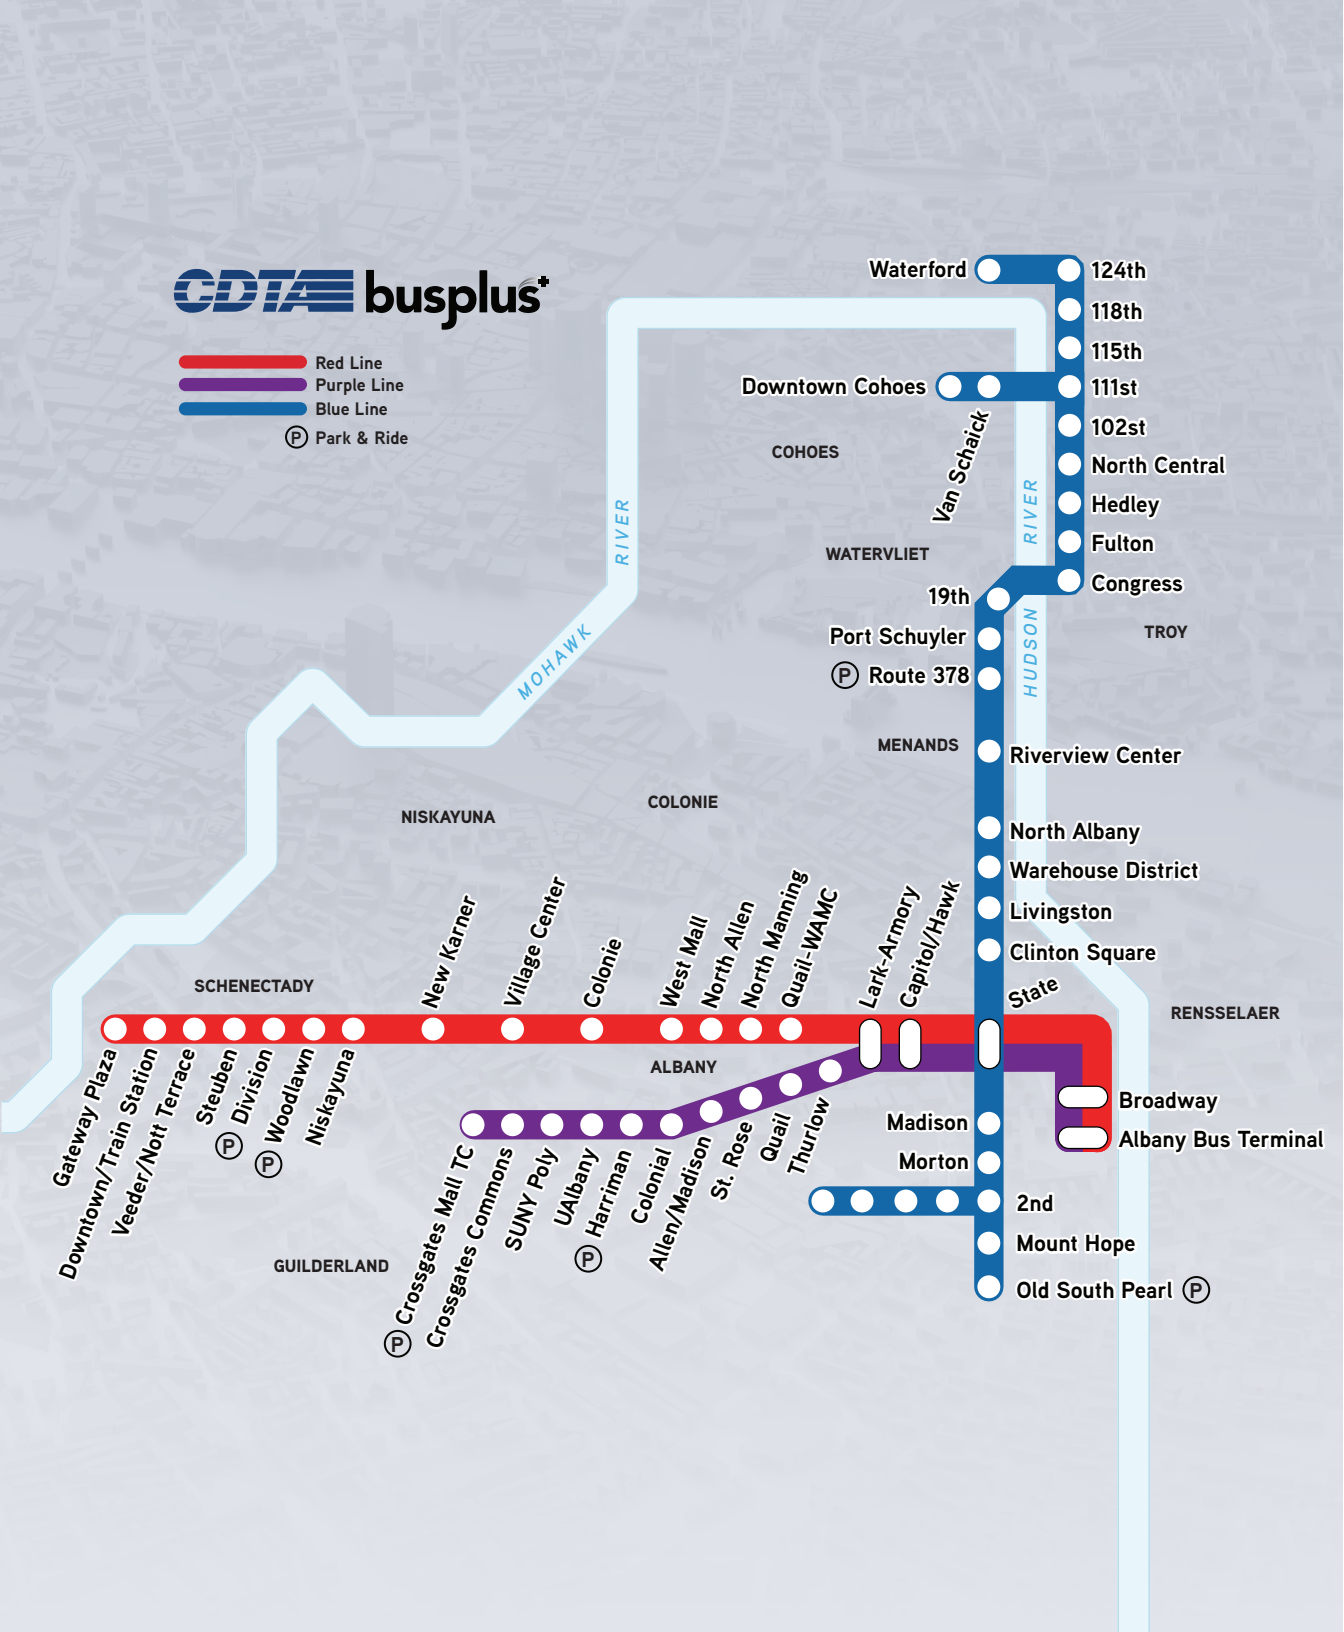 CDTA busplus+
Red Line
Purple Line
Blue Line
P Park & Ride
Waterford
124th
118th
115th
Downtown Cohoes
111st
Van Schaick
102st
COHOES
North Central
RIVER
RIVER
Hedley
WATERVLIET
Fulton
19th
Congress
HUDSON
TROY
Port Schuyler
MOHAWK
P Route 378
MENANDS
Riverview Center
COLONIE
NISKAYUNA
North Albany
Warehouse District
Livingston
Clinton Square
State
New Karner
Village Center
Colonie
West Mall
North Allen
North Manning
Quail-WAMC
Lark-Armory
Capitol/Hawk
SCHENECTADY
RENSSELAER
ALBANY
Gateway Plaza
Downtown/Train Station
Veeder/Nott Terrace
Steuben
P Division
P Woodlawn
Niskayuna
Broadway
Albany Bus Terminal
P Crossgates Mall TC
Crossgates Commons
SUNY Poly
UAlbany
P Harriman
Colonial
Allen/Madison
St. Rose
Quail
Thurlow
Madison
Morton
2nd
Mount Hope
GUILDERLAND
Old South Pearl P